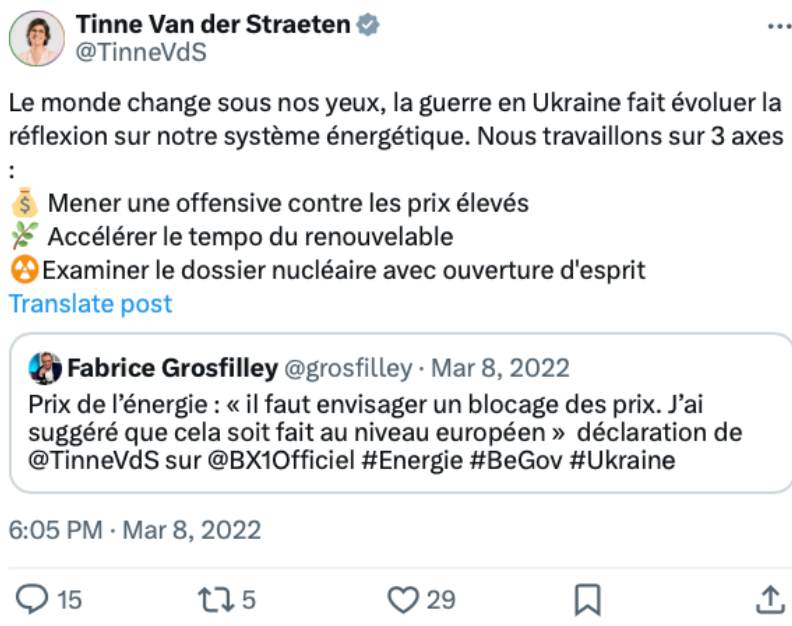 Tinne Van der Straeten
@TinneVdS
Le monde change sous nos yeux, la guerre en Ukraine fait évoluer la
réflexion sur notre système énergétique. Nous travaillons sur 3 axes
:
💰 Mener une offensive contre les prix élevés
🌿 Accélérer le tempo du renouvelable
☢️Examiner le dossier nucléaire avec ouverture d'esprit
Translate post
Fabrice Grosfilley @grosfilley · Mar 8, 2022
Prix de l’énergie : « il faut envisager un blocage des prix. J’ai
suggéré que cela soit fait au niveau européen »  déclaration de
@TinneVdS sur @BX1Officiel #Energie #BeGov #Ukraine
6:05 PM · Mar 8, 2022
15 5 29